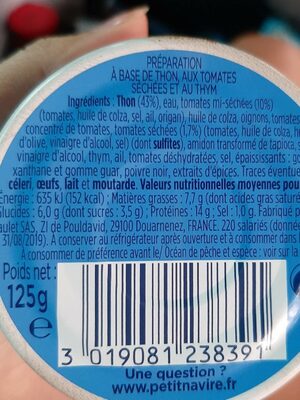 PRÉPARATION
À BASE DE THON, AUX TOMATES
SÉCHÉES ET AU THYM
Ingrédients : Thon (43%), eau, tomates mi-séchées (10%)
(tomates, huile de colza, sel, ail, origan), huile de colza, oignons, tomates,
concentré de tomates, tomates séchées (1,7%) (tomates, huile de colza,
d'olive, vinaigre d'alcool, sel) (dont sulfites), amidon transformé de tapioca,
vinaigre d'alcool, thym, ail, tomates déshydratées, sel, épaississants :
xanthane et gomme guar, poivre noir, extraits d'épices. Traces éventuel
céleri, œufs, lait et moutarde. Valeurs nutritionnelles moyennes pour
Énergie : 635 kJ (152 kcal) | Matières grasses : 7,7 g (dont acides gras satur
Glucides : 6,0 g (dont sucres : 3,5 g) | Protéines : 14 g | Sel : 1,0 g. Fabriqué p
Paulet SAS, ZI de Pouldavid, 29100 Douarnenez, FRANCE. 220 salariés (donnée
31/08/2019). À conserver au réfrigérateur après ouverture et à consommer dans
À consommer de préférence avant le/ Océan de pêche et espèce : voir sur la
Poids net :
125g
e
3 019081 238391
Une question ?
www.petitnavire.fr